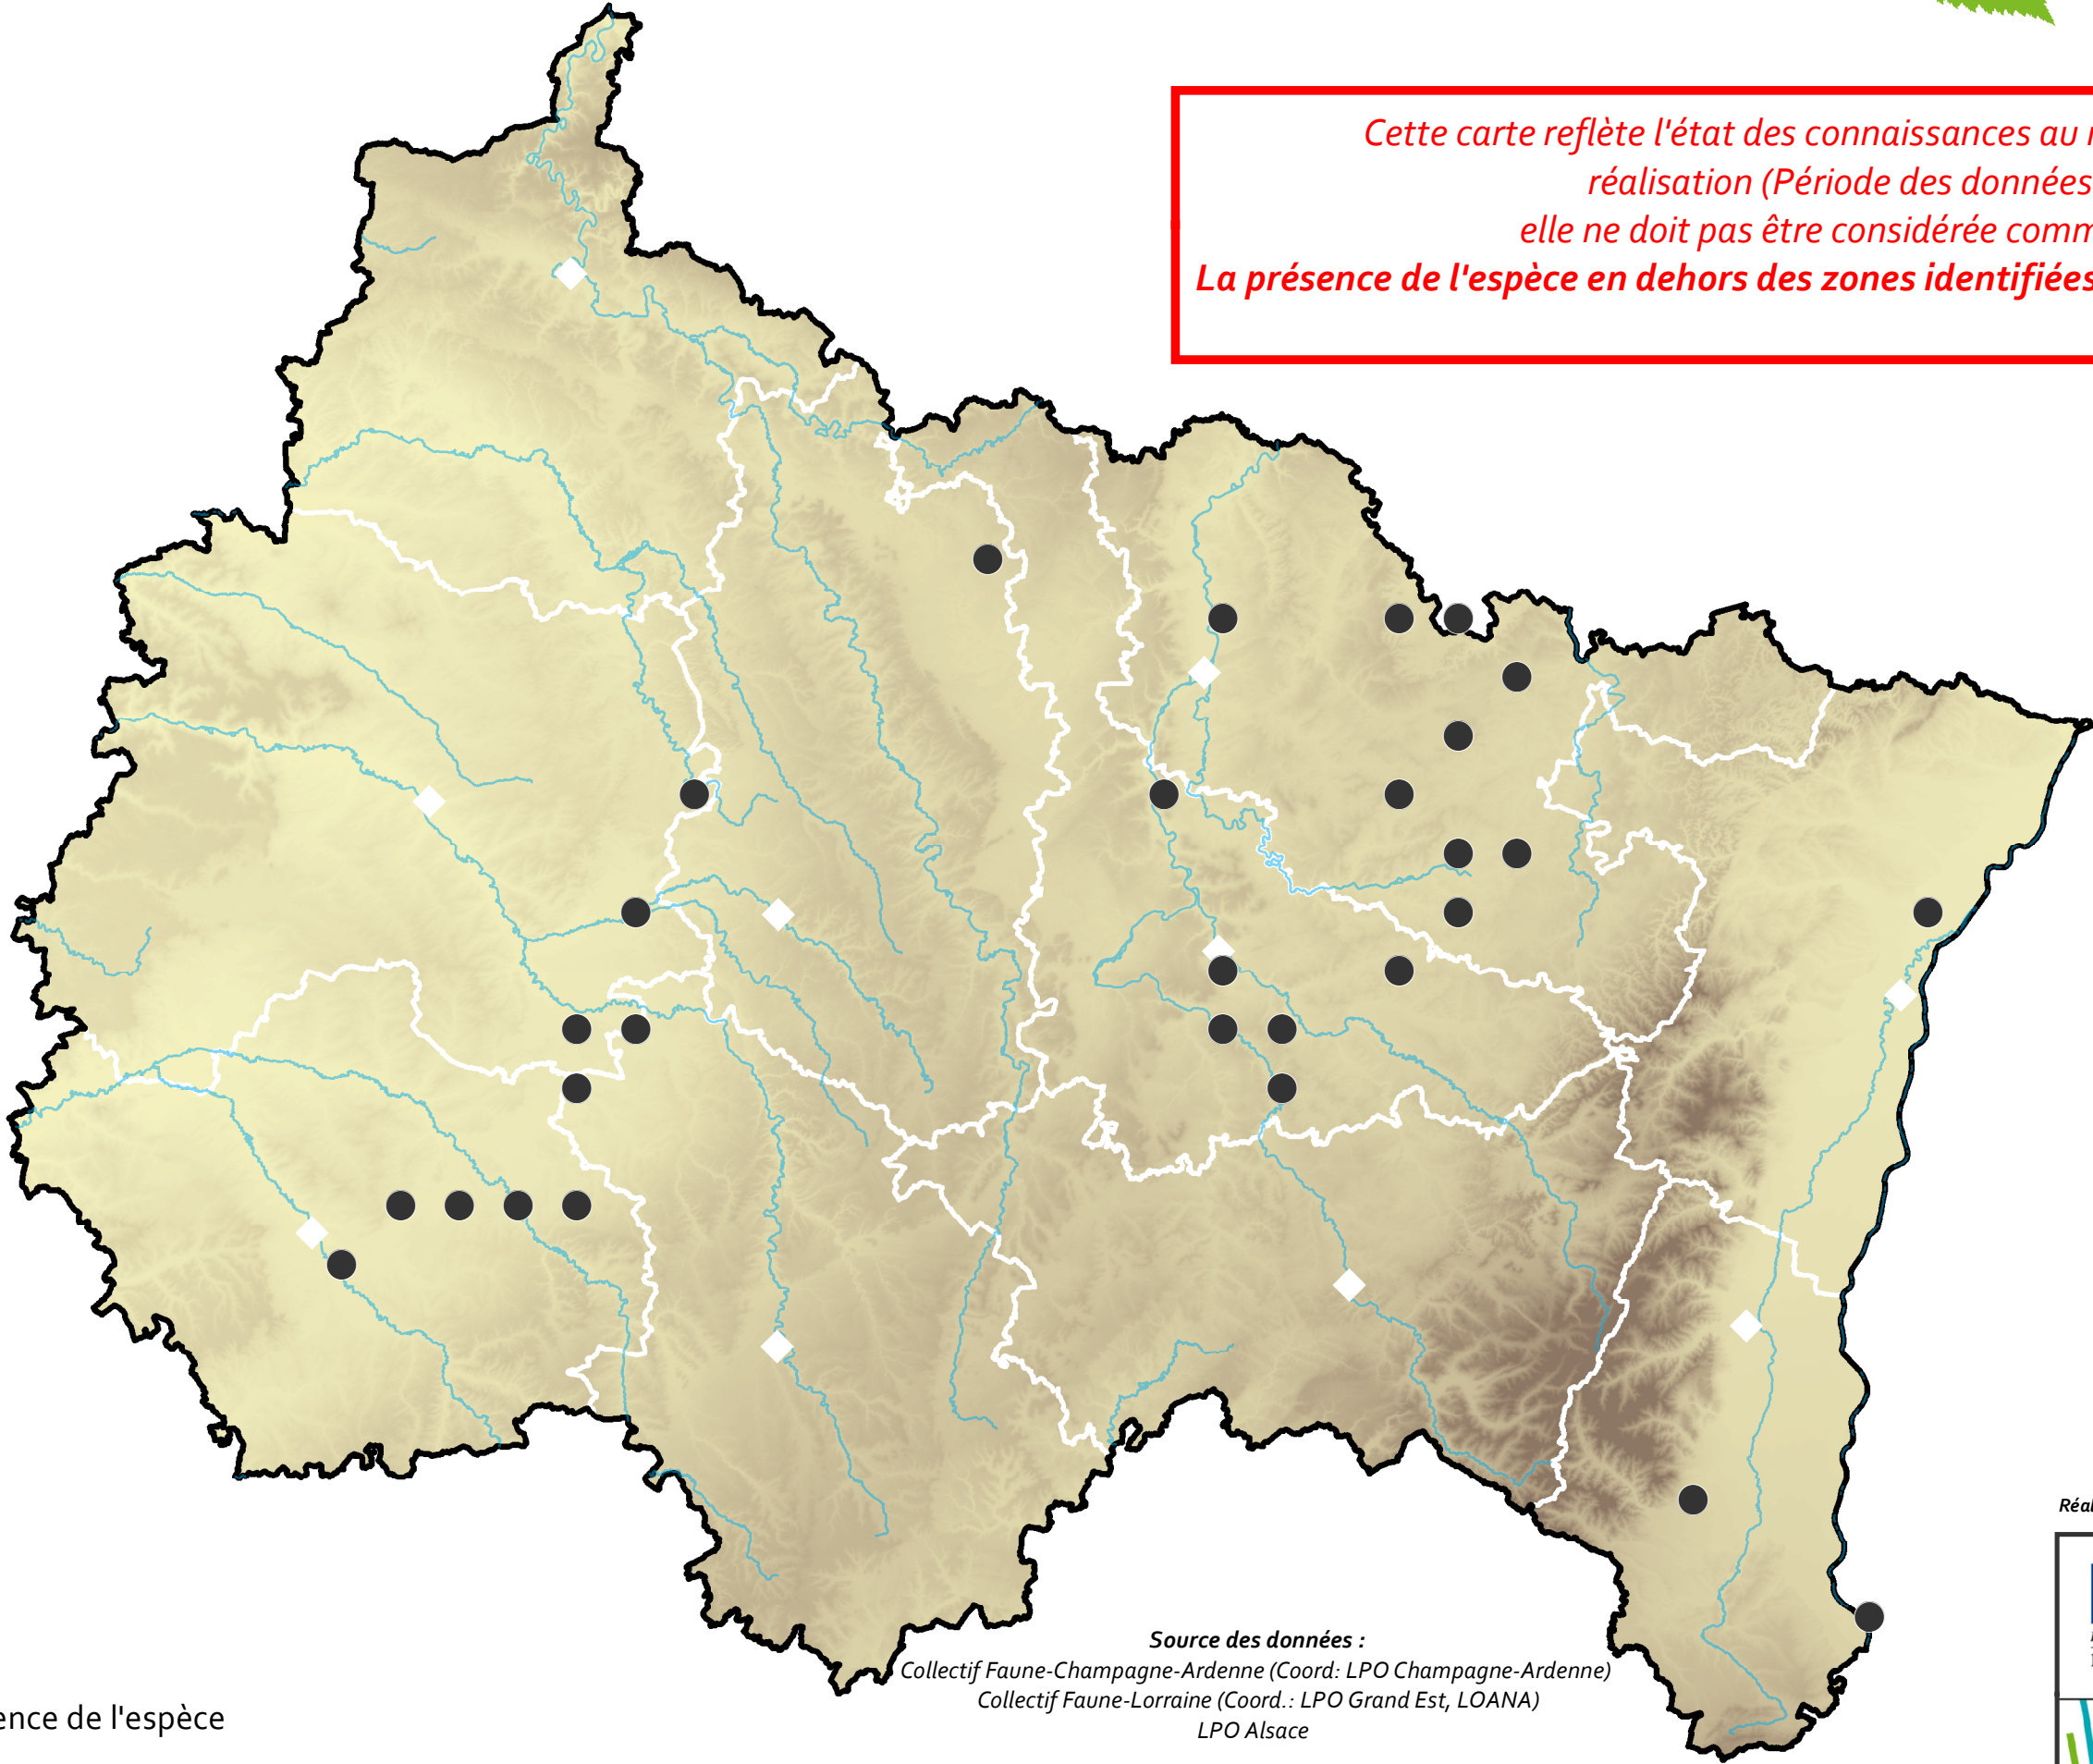 Cette carte reflète l'état des connaissances au
réalisation (Période des données
elle ne doit pas être considérée comm
La présence de l'espèce en dehors des zones identifiées
Réal
Source des données :
Collectif Faune-Champagne-Ardenne (Coord: LPO Champagne-Ardenne)
Collectif Faune-Lorraine (Coord.: LPO Grand Est, LOANA)
LPO Alsace
ence de l'espèce